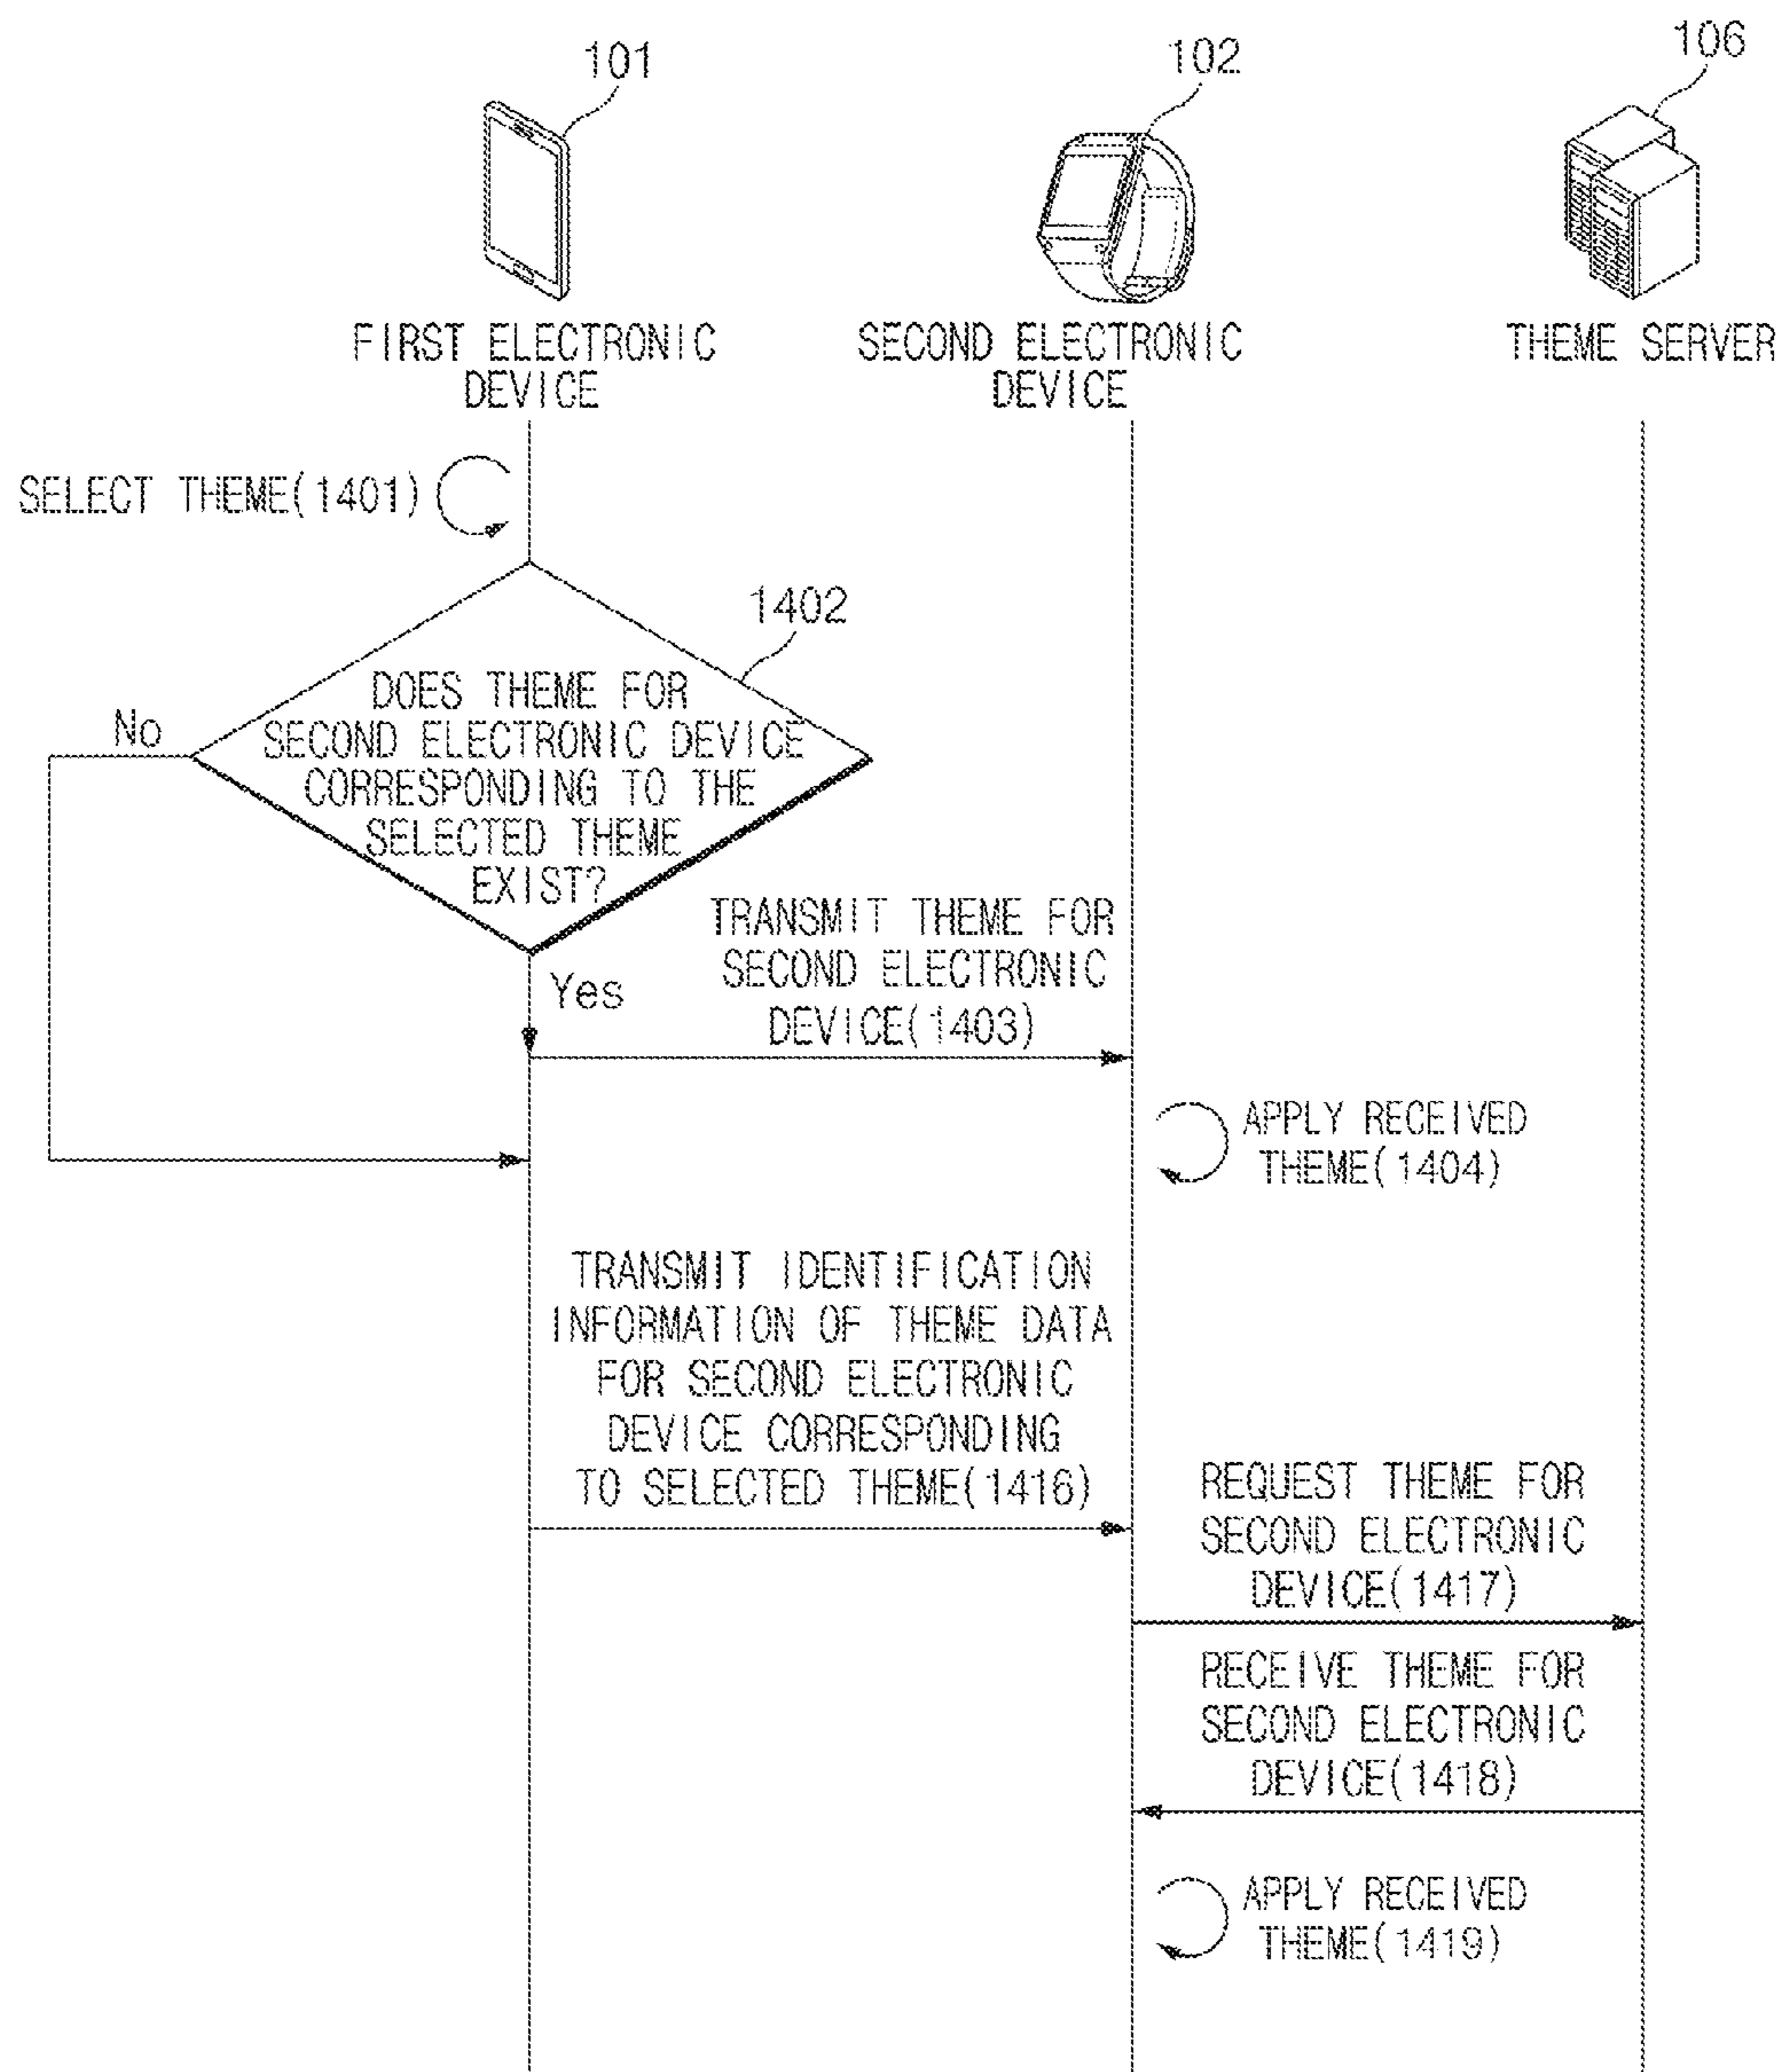 101
102
106
FIRST ELECTRONIC
DEVICE
SECOND ELECTRONIC
DEVICE
THEME SERVER
SELECT THEME(1401)
1402
DOES THEME FOR
SECOND ELECTRONIC DEVICE
CORRESPONDING TO THE
SELECTED THEME
EXIST?
No
Yes
TRANSMIT THEME FOR
SECOND ELECTRONIC
DEVICE(1403)
APPLY RECEIVED
THEME(1404)
TRANSMIT IDENTIFICATION
INFORMATION OF THEME DATA
FOR SECOND ELECTRONIC
DEVICE CORRESPONDING
TO SELECTED THEME(1416)
REQUEST THEME FOR
SECOND ELECTRONIC
DEVICE(1417)
RECEIVE THEME FOR
SECOND ELECTRONIC
DEVICE(1418)
APPLY RECEIVED
THEME(1419)